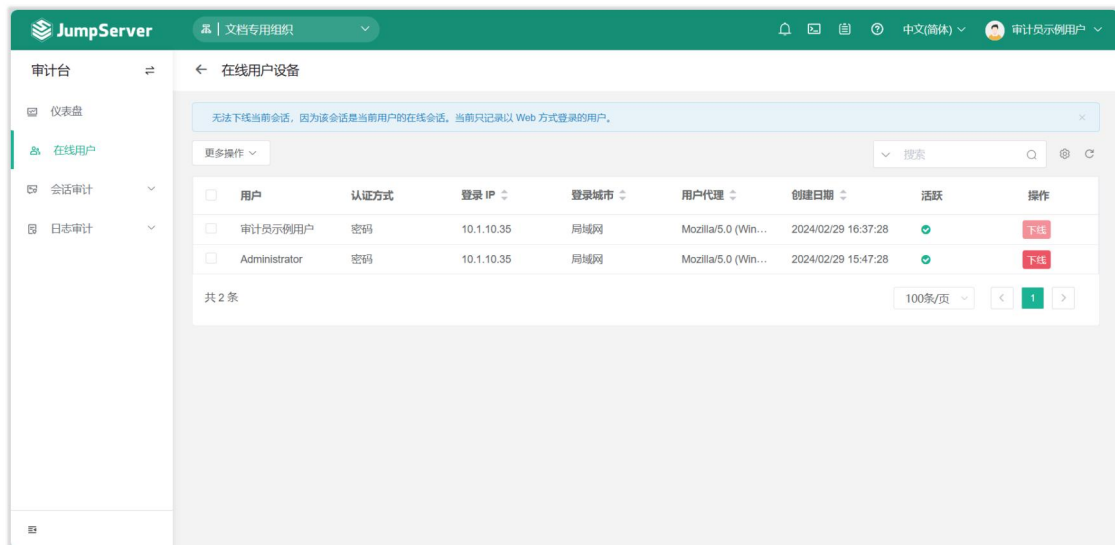 JumpServer 文档专用组织 中文(简体) 审计员示例用户
审计台 在线用户设备
仪表盘
无法下线当前会话，因为该会话是当前用户的在线会话。当前只记录以 Web 方式登录的用户。
在线用户
更多操作 搜索
会话审计
用户 认证方式 登录 IP 登录城市 用户代理 创建日期 活跃 操作
日志审计
审计员示例用户 密码 10.1.10.35 局域网 Mozilla/5.0 (Win... 2024/02/29 16:37:28 下线
Administrator 密码 10.1.10.35 局域网 Mozilla/5.0 (Win... 2024/02/29 15:47:28 下线
共 2 条 100条/页 1